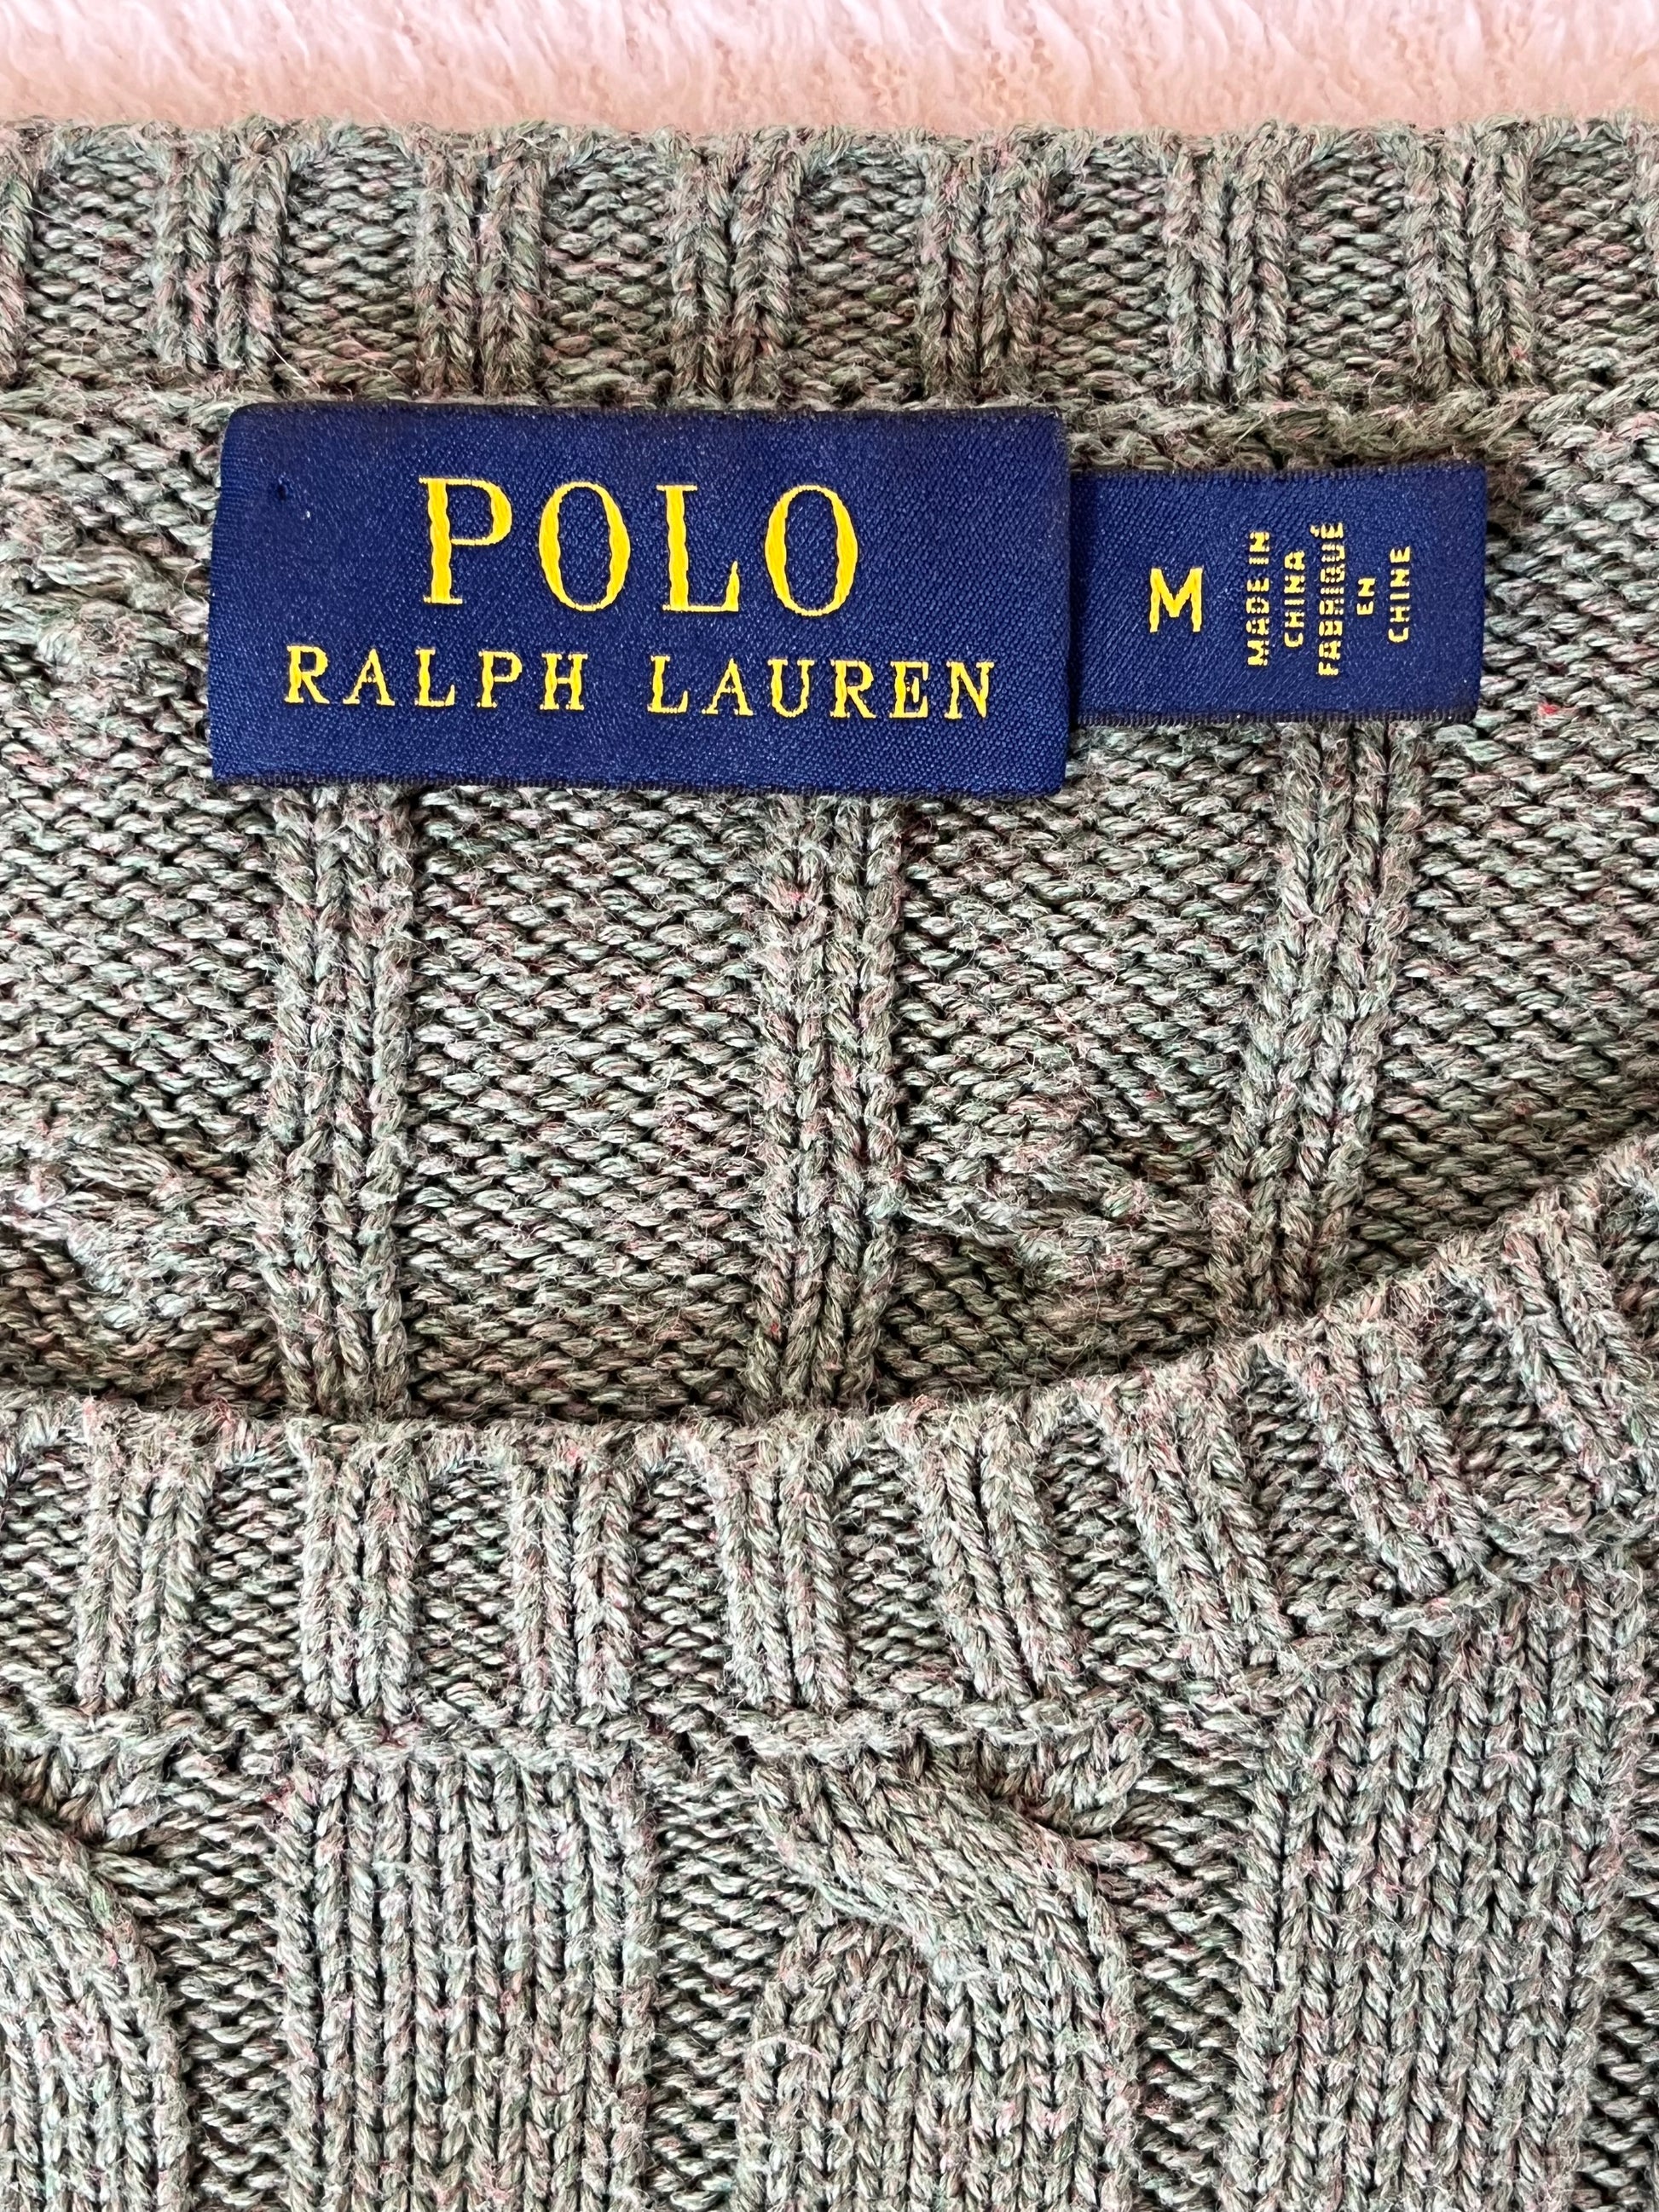 POLO
RALPH LAUREN
M
MADE IN
CHINA
FABRIQUÉ
EN
CHINE